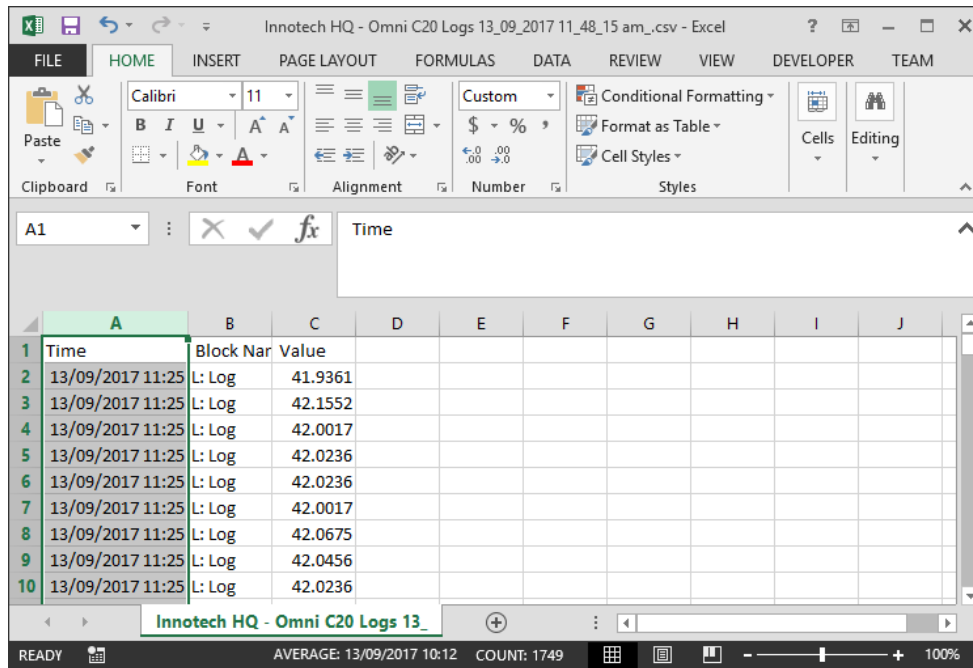 Innotech HQ - Omni C20 Logs 13_09_2017 11_48_15 am_.csv - Excel ?
FILE HOME INSERT PAGE LAYOUT FORMULAS DATA REVIEW VIEW DEVELOPER TEAM
Paste
Calibri 11
B I U A A
A
Custom
$ % ,
.0 .00
.00 .0
Conditional Formatting
Format as Table
Cell Styles
Cells
Editing
Clipboard Font Alignment Number Styles
A1 fx Time
A B C D E F G H I J
1 Time Block Nar Value
2 13/09/2017 11:25 L: Log 41.9361
3 13/09/2017 11:25 L: Log 42.1552
4 13/09/2017 11:25 L: Log 42.0017
5 13/09/2017 11:25 L: Log 42.0236
6 13/09/2017 11:25 L: Log 42.0236
7 13/09/2017 11:25 L: Log 42.0017
8 13/09/2017 11:25 L: Log 42.0675
9 13/09/2017 11:25 L: Log 42.0456
10 13/09/2017 11:25 L: Log 42.0236
Innotech HQ - Omni C20 Logs 13_
READY AVERAGE: 13/09/2017 10:12 COUNT: 1749 100%